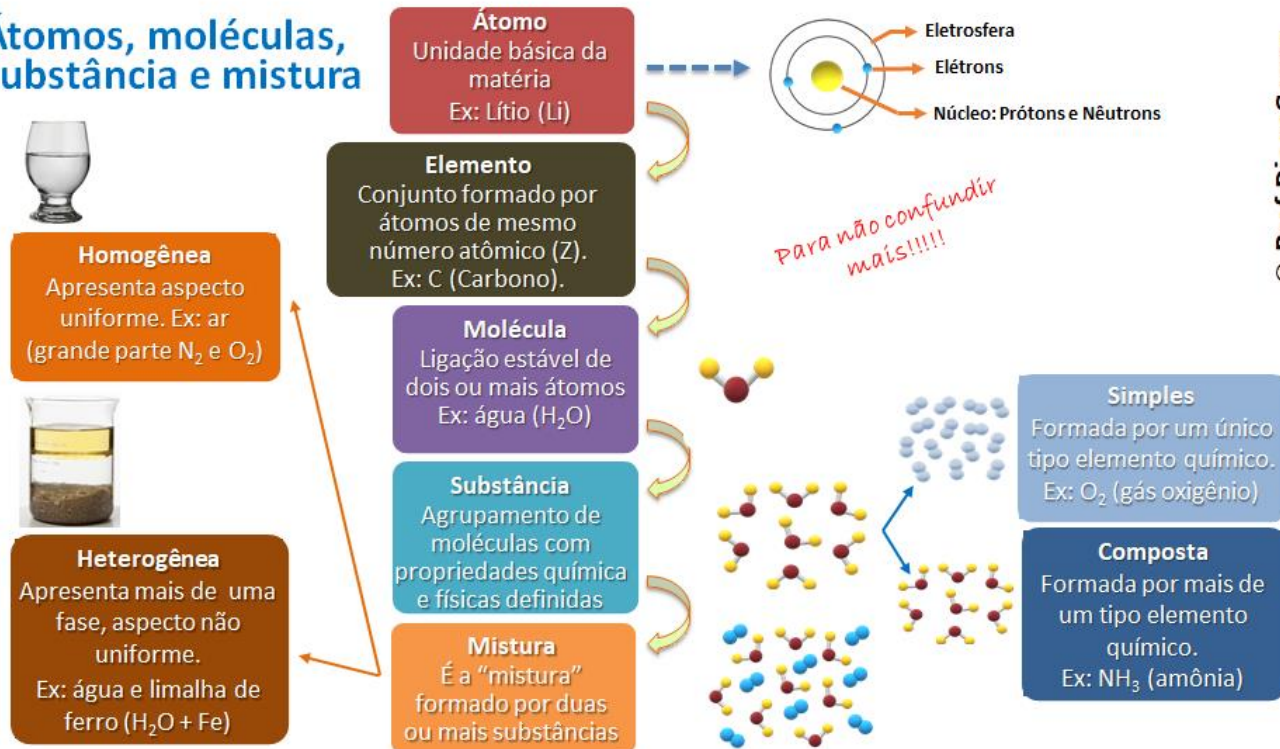 Átomos, moléculas,
substância e mistura
Átomo
Unidade básica da
matéria
Ex: Lítio (Li)
Eletrosfera
Elétrons
Núcleo: Prótons e Nêutrons
Elemento
Conjunto formado por
átomos de mesmo
número atômico (Z).
Ex: C (Carbono).
Para não confundir
mais!!!!!
Molécula
Ligação estável de
dois ou mais átomos
Ex: água (H₂O)
Substância
Agrupamento de
moléculas com
propriedades química
e físicas definidas
Mistura
É a “mistura”
formado por duas
ou mais substâncias
Homogênea
Apresenta aspecto
uniforme. Ex: ar
(grande parte N₂ e O₂)
Heterogênea
Apresenta mais de uma
fase, aspecto não
uniforme.
Ex: água e limalha de
ferro (H₂O + Fe)
Simples
Formada por um único
tipo elemento químico.
Ex: O₂ (gás oxigênio)
Composta
Formada por mais de
um tipo elemento
químico.
Ex: NH₃ (amônia)